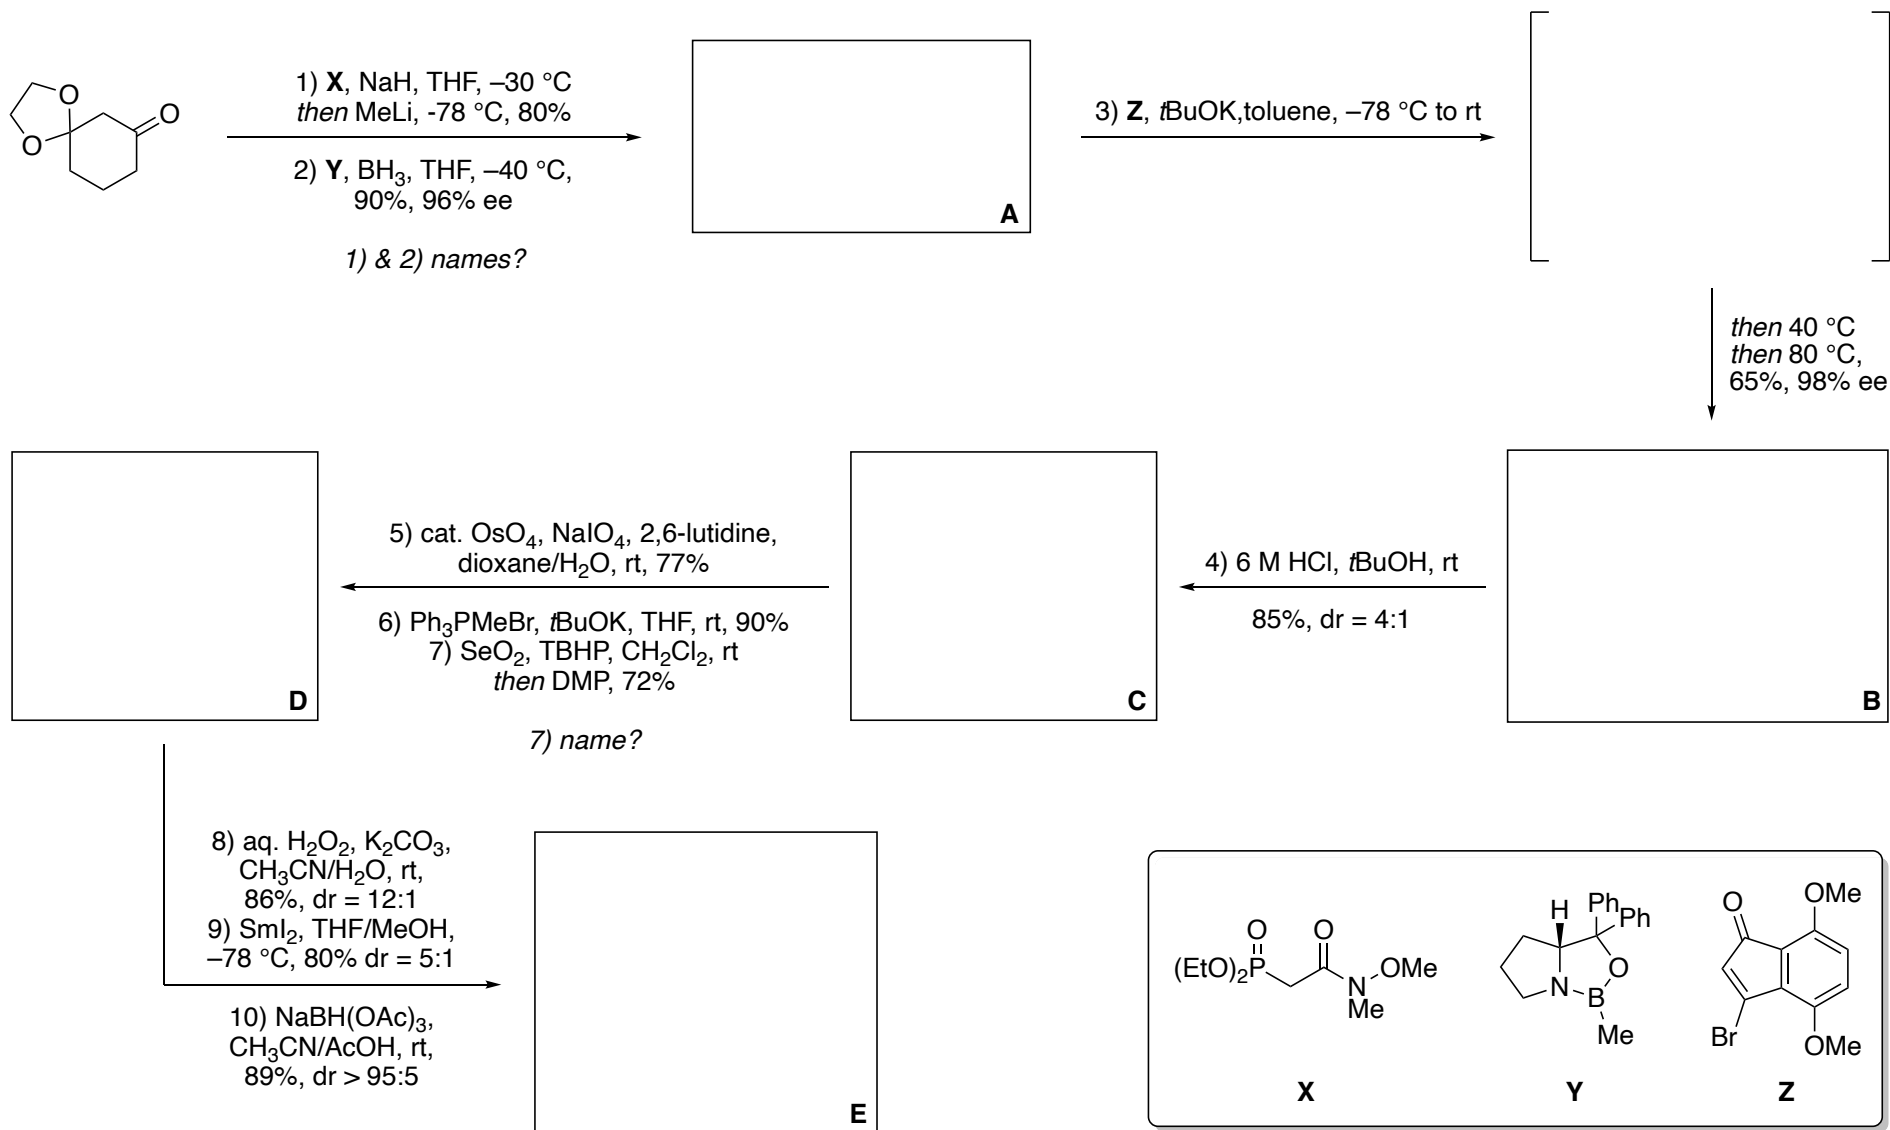 O
O
O
1) X, NaH, THF, –30 °C
then MeLi, -78 °C, 80%
2) Y, BH3, THF, –40 °C,
90%, 96% ee
1) & 2) names?
A
3) Z, tBuOK,toluene, –78 °C to rt
then 40 °C
then 80 °C,
65%, 98% ee
B
4) 6 M HCl, tBuOH, rt
85%, dr = 4:1
C
5) cat. OsO4, NaIO4, 2,6-lutidine,
dioxane/H2O, rt, 77%
6) Ph3PMeBr, tBuOK, THF, rt, 90%
7) SeO2, TBHP, CH2Cl2, rt
then DMP, 72%
7) name?
D
8) aq. H2O2, K2CO3,
CH3CN/H2O, rt,
86%, dr = 12:1
9) SmI2, THF/MeOH,
–78 °C, 80% dr = 5:1
10) NaBH(OAc)3,
CH3CN/AcOH, rt,
89%, dr > 95:5
E
O O
(EtO)2P N OMe
Me
X
H Ph Ph
O
N B
Me
Y
O OMe
Br OMe
Z